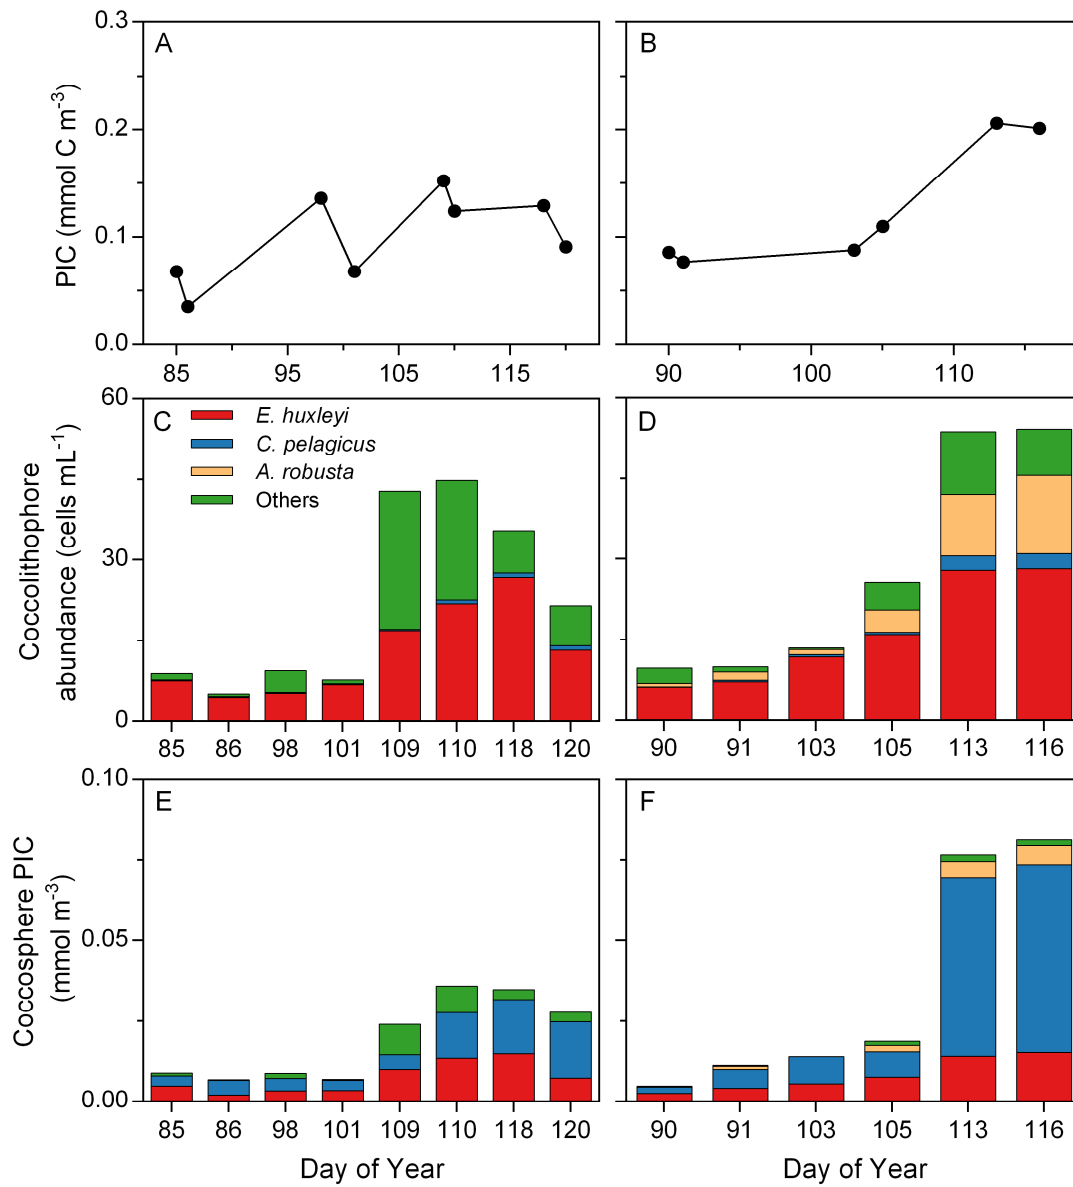 A
B
PIC (mmol C m-3)
0.3
0.2
0.1
0.0
85 95 105 115
90 100 110
C
D
E. huxleyi
C. pelagicus
A. robusta
Others
Coccolithophore
abundance (cells mL-1)
60
30
0
85 86 98 101 109 110 118 120
90 91 103 105 113 116
E
F
Coccosphere PIC
(mmol m-3)
0.10
0.05
0.00
85 86 98 101 109 110 118 120
90 91 103 105 113 116
Day of Year
Day of Year